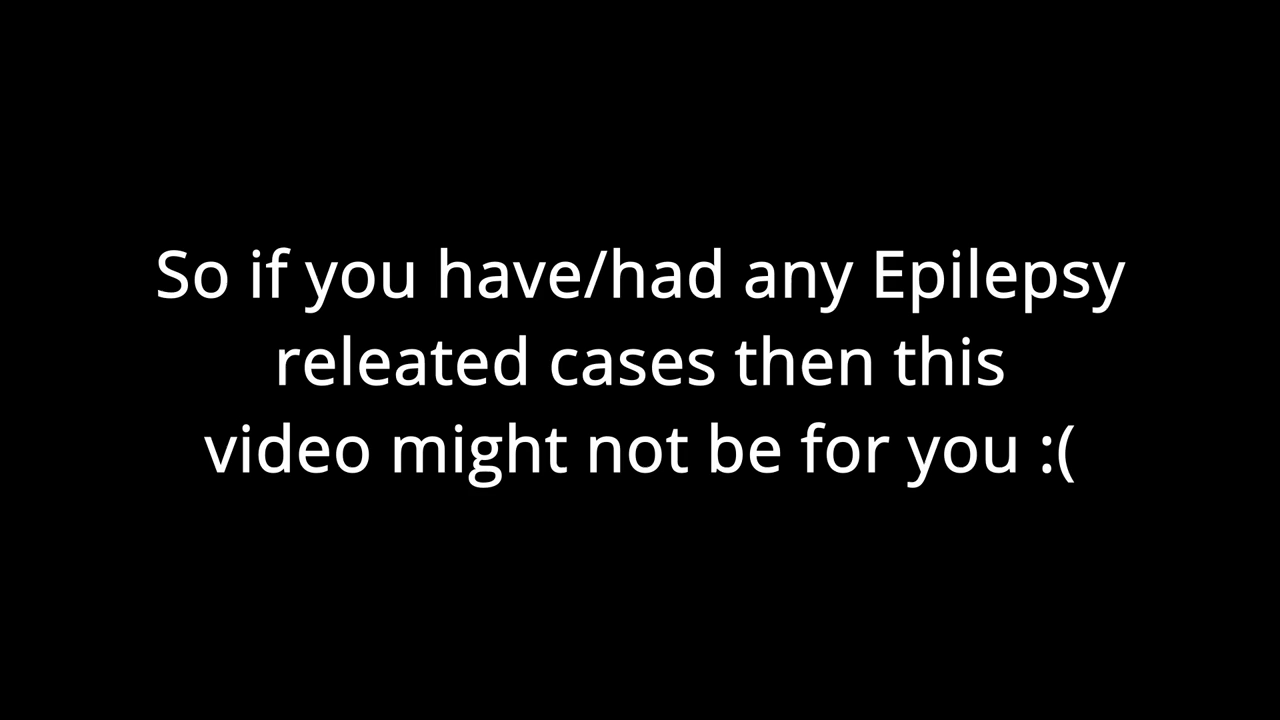 So if you have/had any Epilepsy
releated cases then this
video might not be for you :(